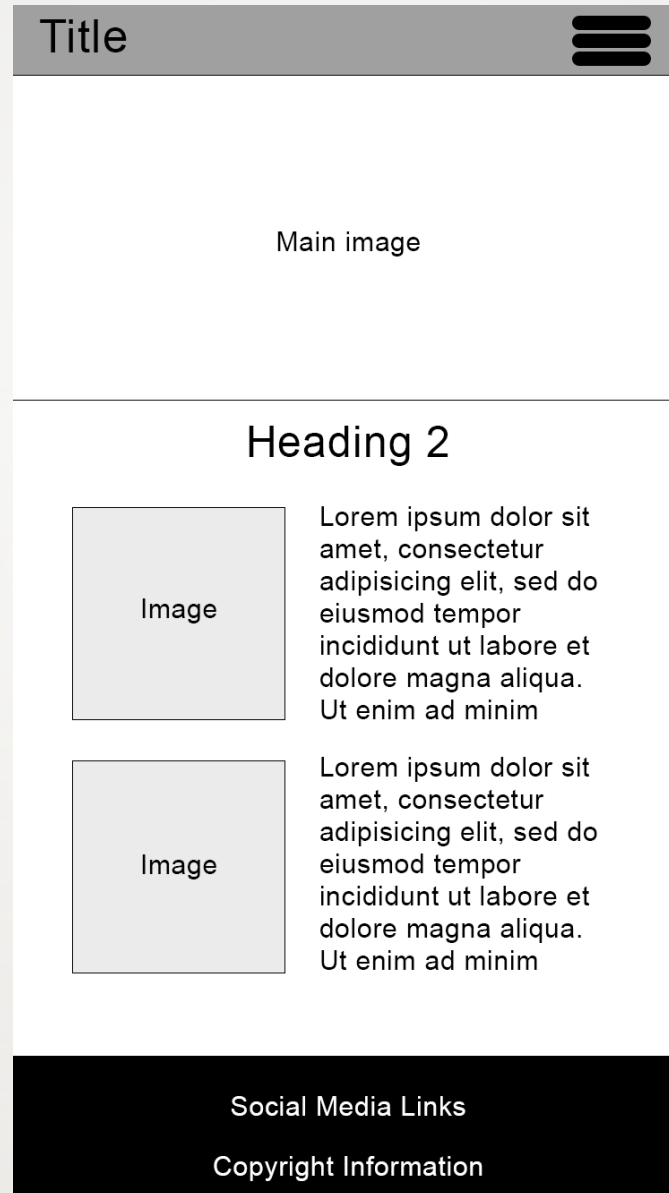 Title
Main image
Heading 2
Image
Lorem ipsum dolor sit
amet, consectetur
adipisicing elit, sed do
eiusmod tempor
incididunt ut labore et
dolore magna aliqua.
Ut enim ad minim
Image
Lorem ipsum dolor sit
amet, consectetur
adipisicing elit, sed do
eiusmod tempor
incididunt ut labore et
dolore magna aliqua.
Ut enim ad minim
Social Media Links
Copyright Information